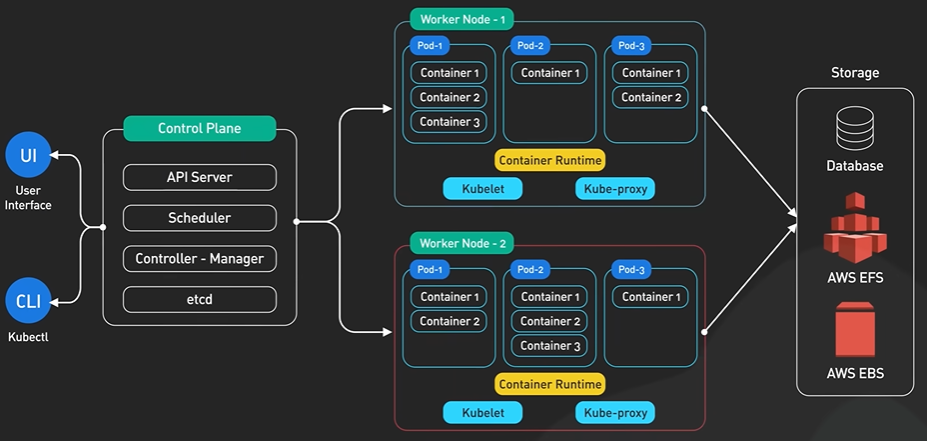 UI
User
Interface
CLI
Kubectl
Control Plane
API Server
Scheduler
Controller - Manager
etcd
Worker Node - 1
Pod-1
Container 1
Container 2
Container 3
Pod-2
Container 1
Pod-3
Container 1
Container 2
Container Runtime
Kubelet
Kube-proxy
Worker Node - 2
Pod-1
Container 1
Container 2
Pod-2
Container 1
Container 2
Container 3
Pod-3
Container 1
Container Runtime
Kubelet
Kube-proxy
Storage
Database
AWS EFS
AWS EBS